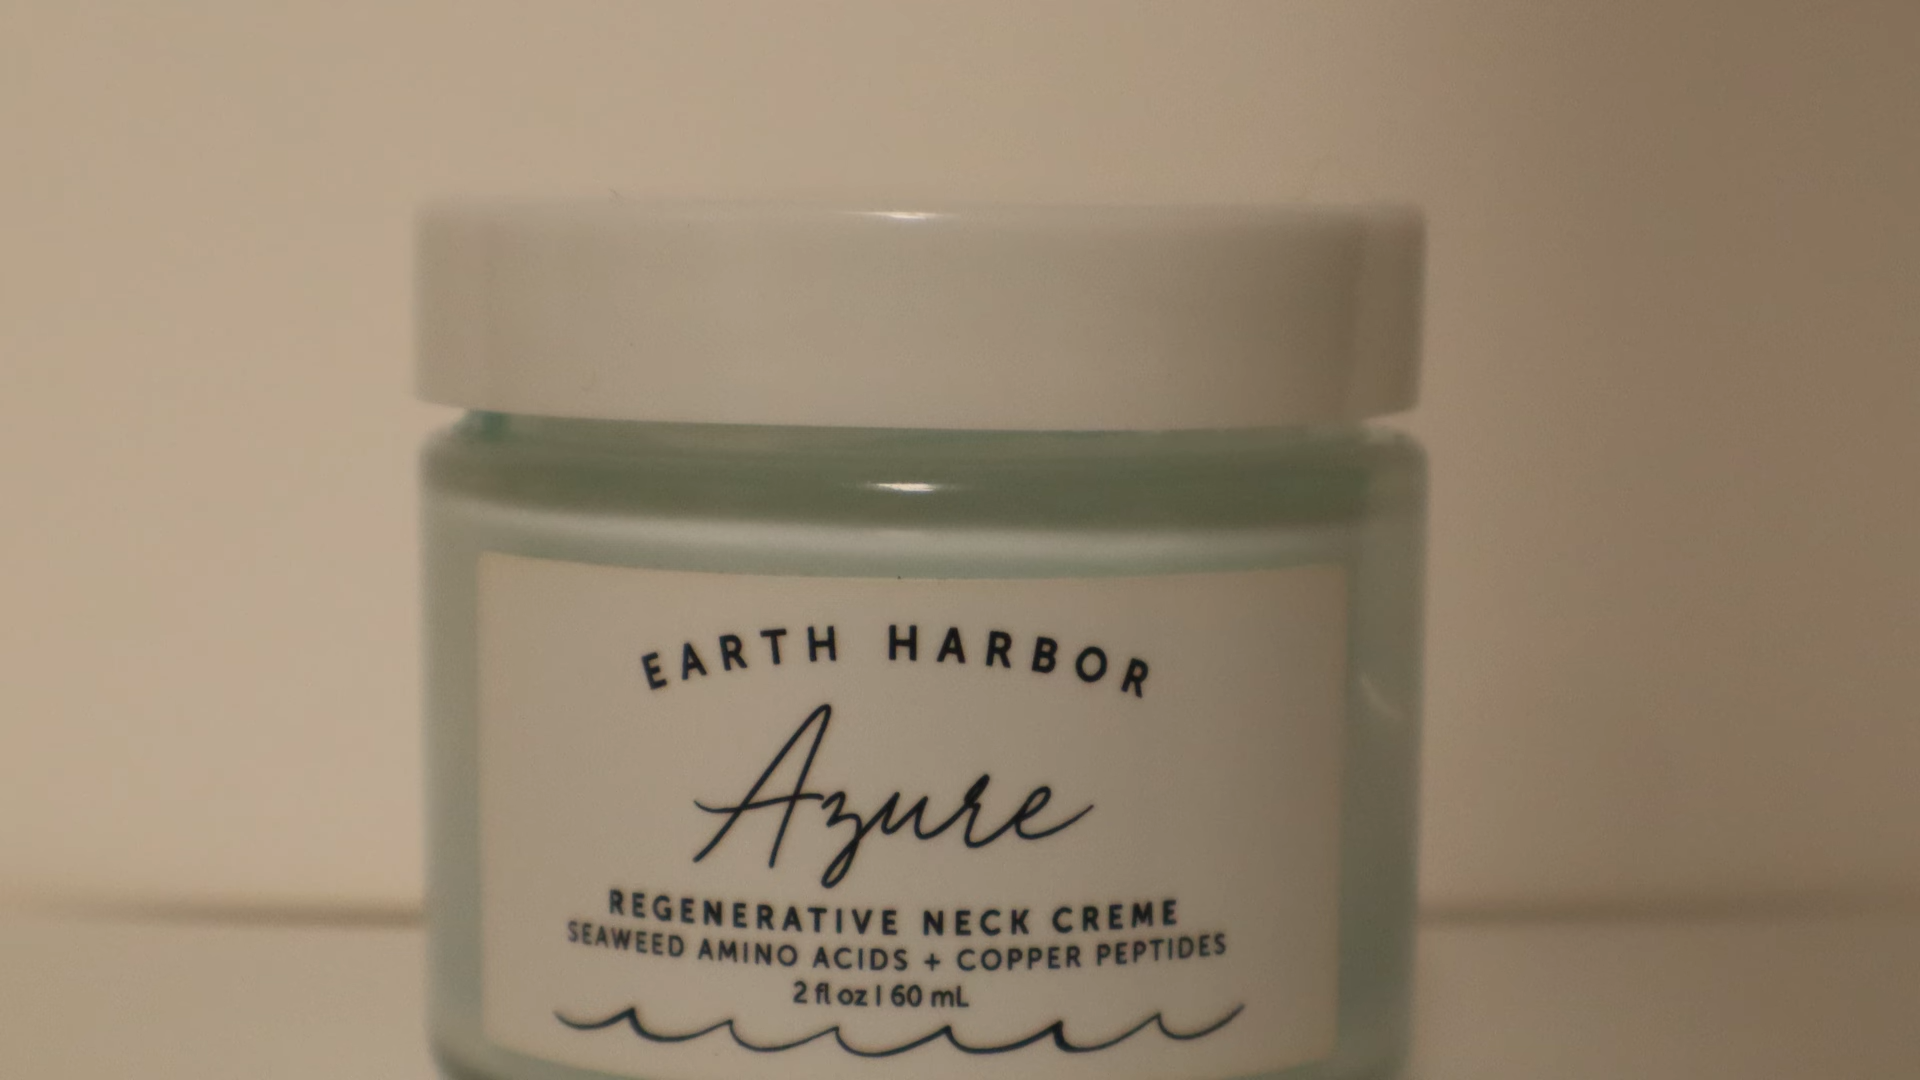 EARTH HARBOR
Azure
REGENERATIVE NECK CREME
SEAWEED AMINO ACIDS + COPPER PEPTIDES
2 fl oz | 60 mL